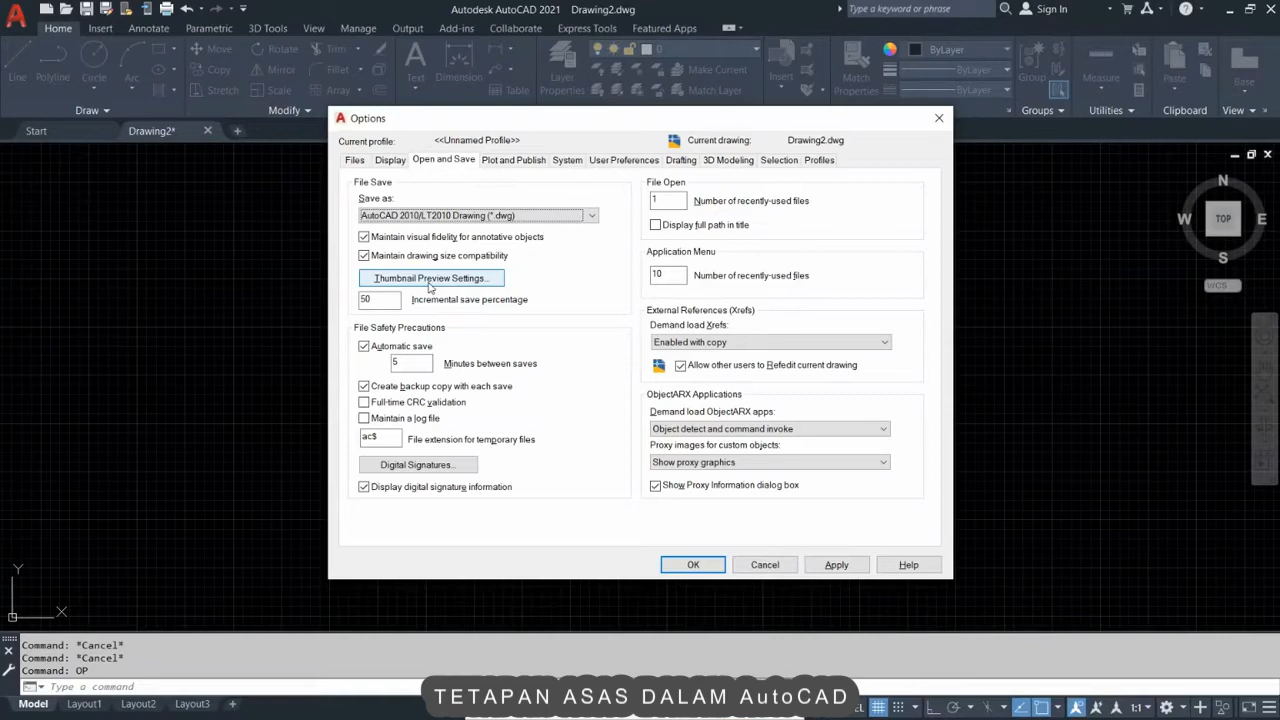 Autodesk AutoCAD 2021 Drawing2.dwg
Type a keyword or phrase
Sign In
Home Insert Annotate Parametric 3D Tools View Manage Output Add-ins Collaborate Express Tools Featured Apps
Line Polyline Circle Arc
Move Rotate Trim
Copy Mirror Fillet
Stretch Scale Array
Text Dimension
Table
Layer Properties
0
Make Current
Match Layer
Insert
Match Properties
ByLayer
ByLayer
ByLayer
Group
Measure
Paste
Base
Draw Modify Groups Utilities Clipboard View
Start Drawing2*
Options
Current profile: <<Unnamed Profile>> Current drawing: Drawing2.dwg
Files Display Open and Save Plot and Publish System User Preferences Drafting 3D Modeling Selection Profiles
File Save
Save as:
AutoCAD 2010/LT2010 Drawing (*.dwg)
Maintain visual fidelity for annotative objects
Maintain drawing size compatibility
Thumbnail Preview Settings...
50 Incremental save percentage
File Safety Precautions
Automatic save
5 Minutes between saves
Create backup copy with each save
Full-time CRC validation
Maintain a log file
ac$ File extension for temporary files
Digital Signatures...
Display digital signature information
File Open
1 Number of recently-used files
Display full path in title
Application Menu
10 Number of recently-used files
External References (Xrefs)
Demand load Xrefs:
Enabled with copy
Allow other users to Refedit current drawing
ObjectARX Applications
Demand load ObjectARX apps:
Object detect and command invoke
Proxy images for custom objects:
Show proxy graphics
Show Proxy Information dialog box
OK Cancel Apply Help
N
W TOP E
S
WCS
Y
X
Command: *Cancel*
Command: *Cancel*
Command: OP
Type a command
TETAPAN ASAS DALAM AutoCAD
Model Layout1 Layout2 Layout3
1:1